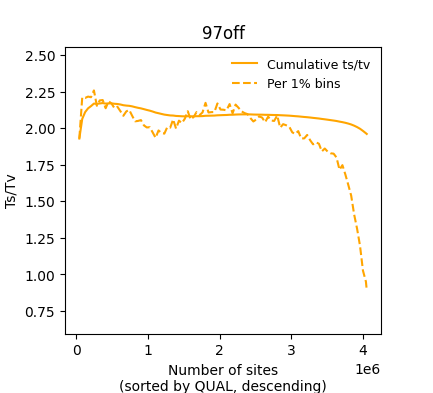 97off
2.50
2.25
2.00
1.75
1.50
1.25
1.00
0.75
Ts/Tv
Cumulative ts/tv
Per 1% bins
0 1 2 3 4
1e6
Number of sites
(sorted by QUAL, descending)